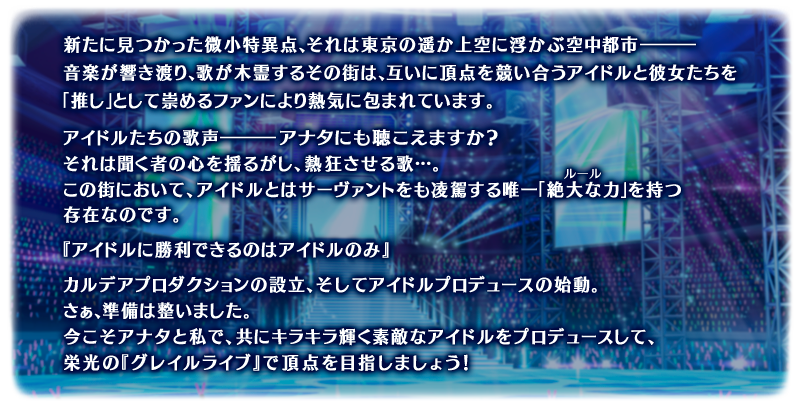 新たに見つかった微小特異点、それは東京の遥か上空に浮かぶ空中都市━━━
音楽が響き渡り、歌が木霊するその街は、互いに頂点を競い合うアイドルと彼女たちを
「推し」として崇めるファンにより熱気に包まれています。
アイドルたちの歌声━━━アナタにも聴こえますか？
それは聞く者の心を揺るがし、熱狂させる歌…。
ルール
この街において、アイドルとはサーヴァントをも凌駕する唯一「絶大な力」を持つ
存在なのです。
『アイドルに勝利できるのはアイドルのみ』
カルデアプロダクションの設立、そしてアイドルプロデュースの始動。
さぁ、準備は整いました。
今こそアナタと私で、共にキラキラ輝く素敵なアイドルをプロデュースして、
栄光の『グレイルライブ』で頂点を目指しましょう！